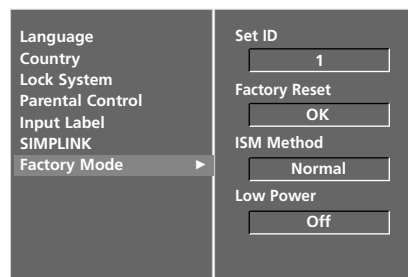 Language
Country
Lock System
Parental Control
Input Label
SIMPLINK
Factory Mode ►
Set ID
1
Factory Reset
OK
ISM Method
Normal
Low Power
Off